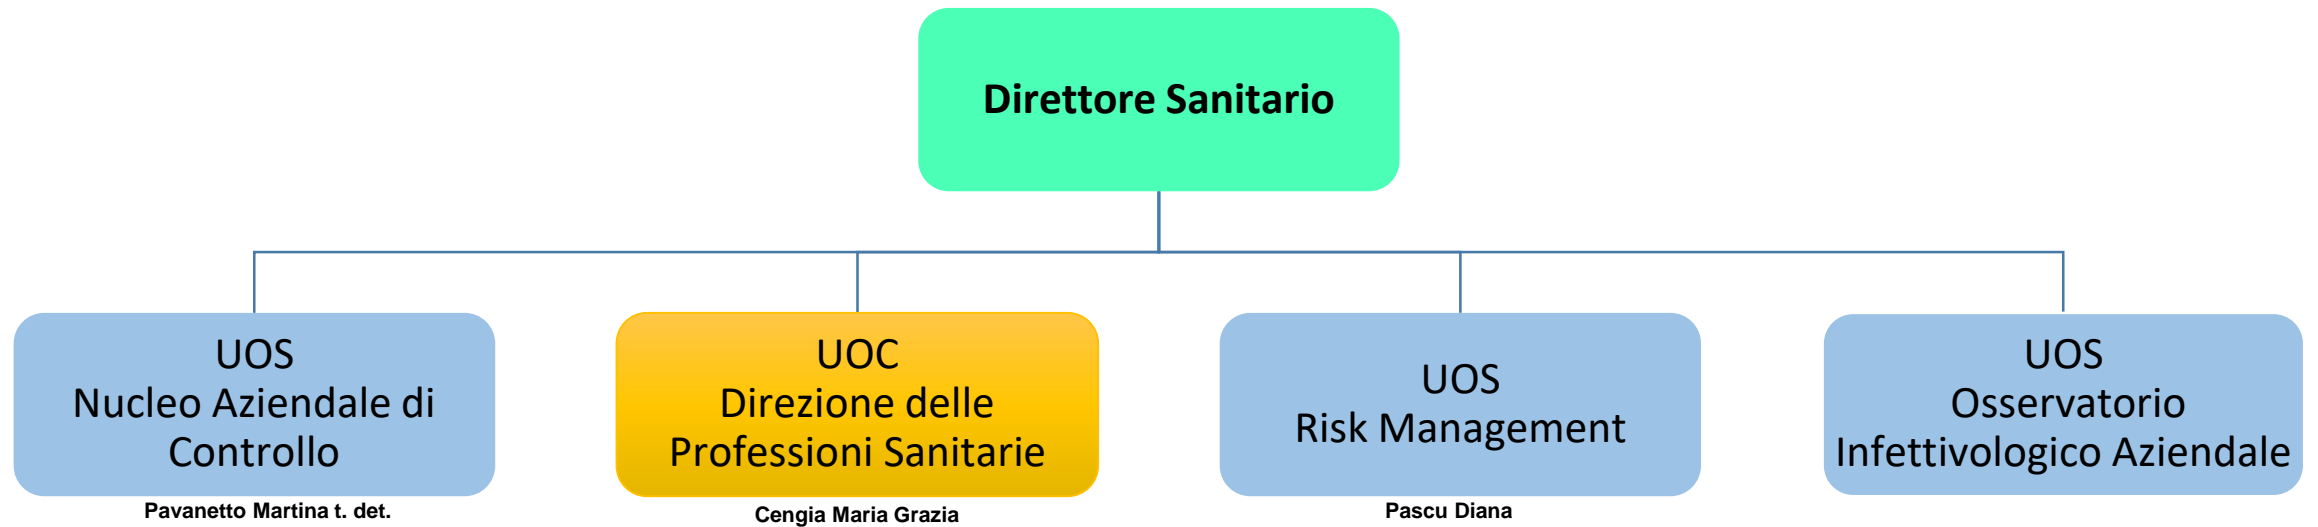 Direttore Sanitario
UOS
Nucleo Aziendale di
Controllo
Pavanetto Martina t. det.
UOC
Direzione delle
Professioni Sanitarie
Cengia Maria Grazia
UOS
Risk Management
Pascu Diana
UOS
Osservatorio
Infettivologico Aziendale